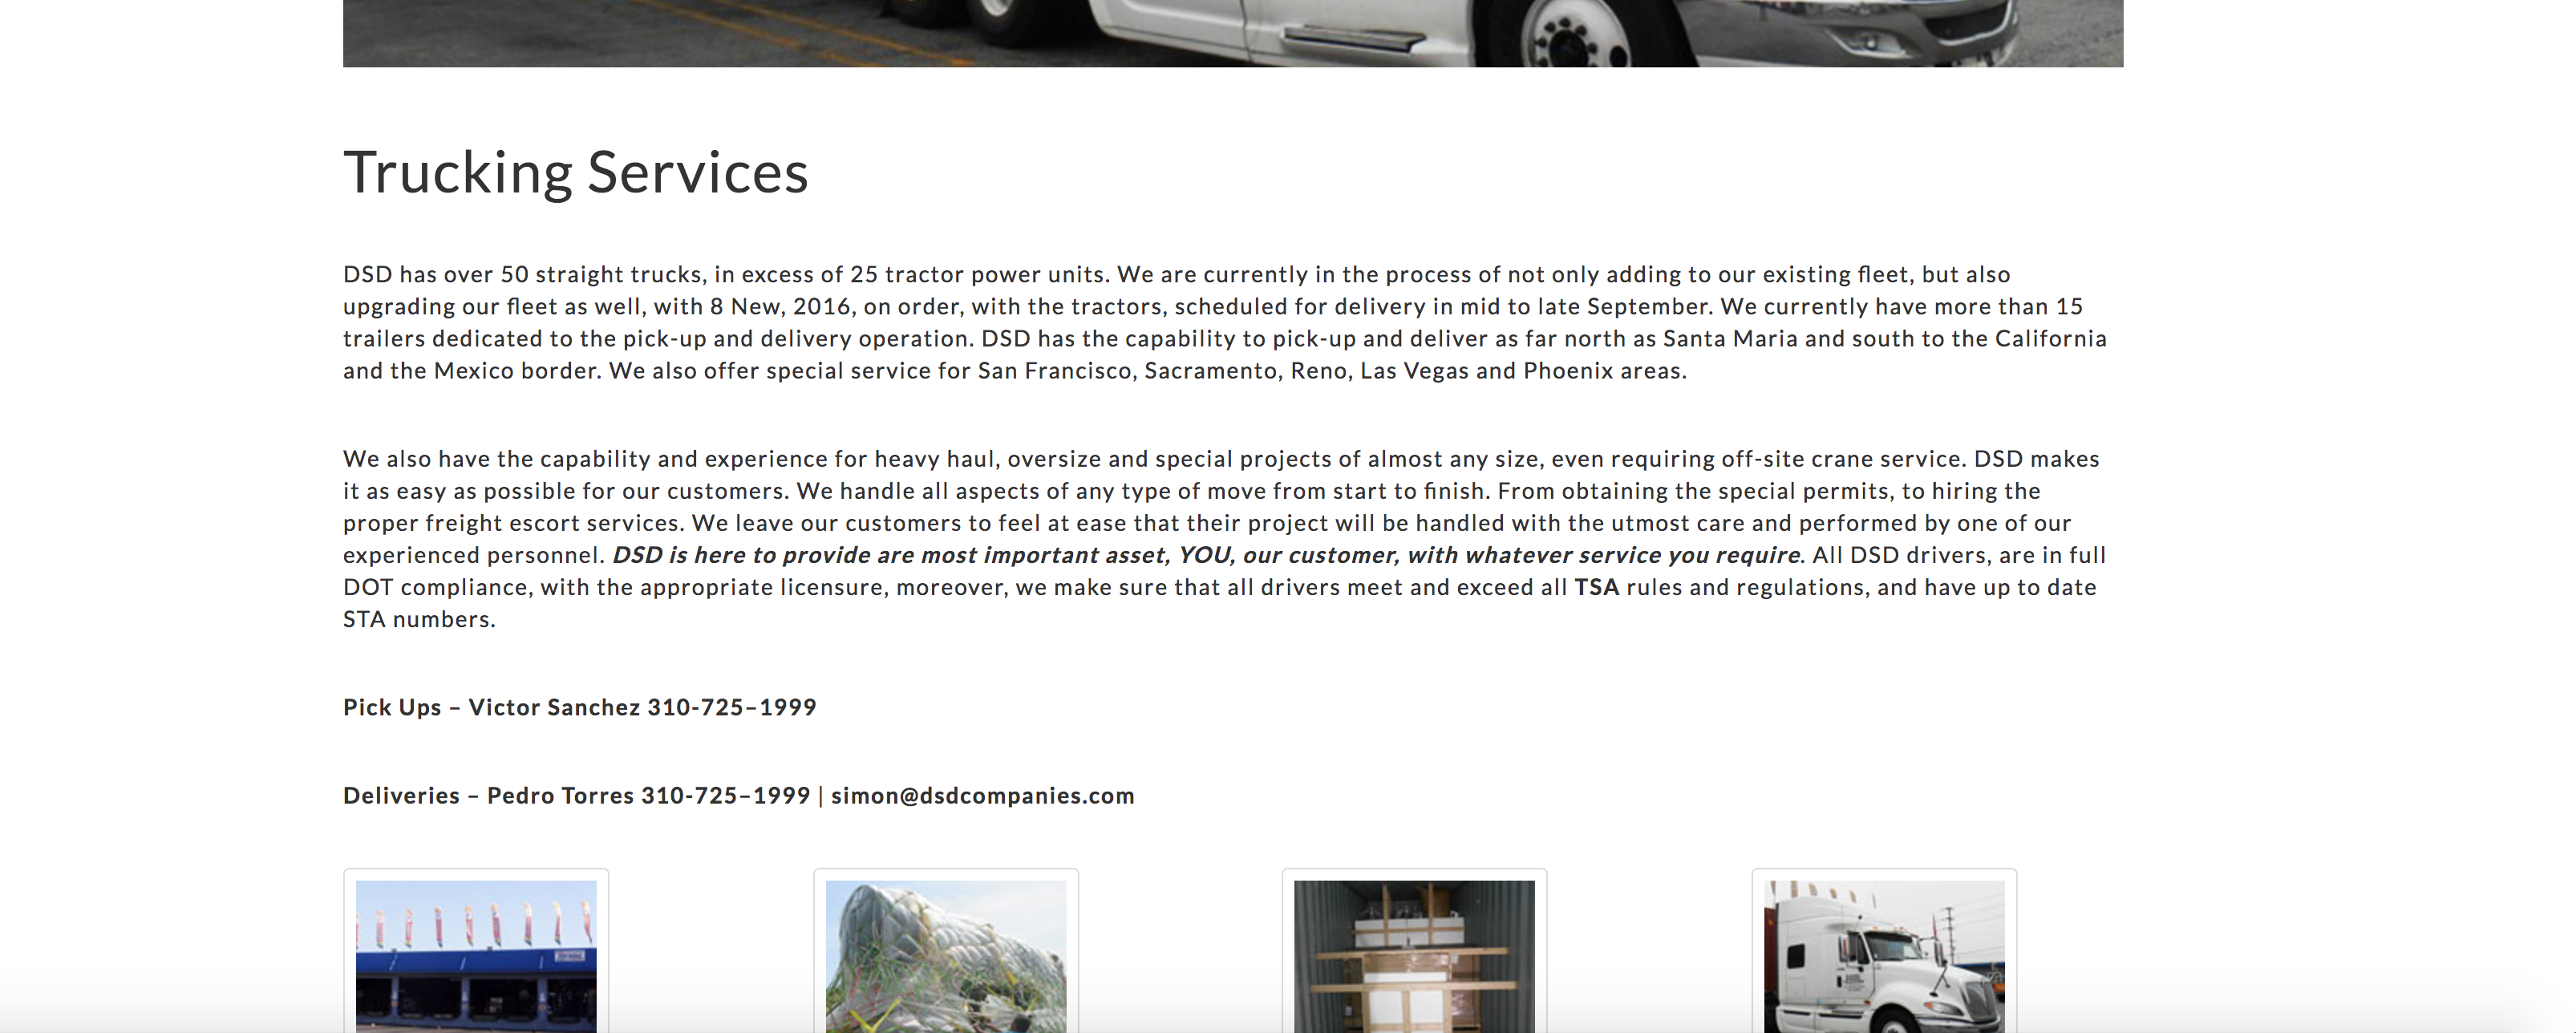 Trucking Services
DSD has over 50 straight trucks, in excess of 25 tractor power units. We are currently in the process of not only adding to our existing fleet, but also
upgrading our fleet as well, with 8 New, 2016, on order, with the tractors, scheduled for delivery in mid to late September. We currently have more than 15
trailers dedicated to the pick-up and delivery operation. DSD has the capability to pick-up and deliver as far north as Santa Maria and south to the California
and the Mexico border. We also offer special service for San Francisco, Sacramento, Reno, Las Vegas and Phoenix areas.
We also have the capability and experience for heavy haul, oversize and special projects of almost any size, even requiring off-site crane service. DSD makes
it as easy as possible for our customers. We handle all aspects of any type of move from start to finish. From obtaining the special permits, to hiring the
proper freight escort services. We leave our customers to feel at ease that their project will be handled with the utmost care and performed by one of our
experienced personnel. DSD is here to provide are most important asset, YOU, our customer, with whatever service you require. All DSD drivers, are in full
DOT compliance, with the appropriate licensure, moreover, we make sure that all drivers meet and exceed all TSA rules and regulations, and have up to date
STA numbers.
Pick Ups – Victor Sanchez 310-725–1999
Deliveries – Pedro Torres 310-725–1999 | simon@dsdcompanies.com